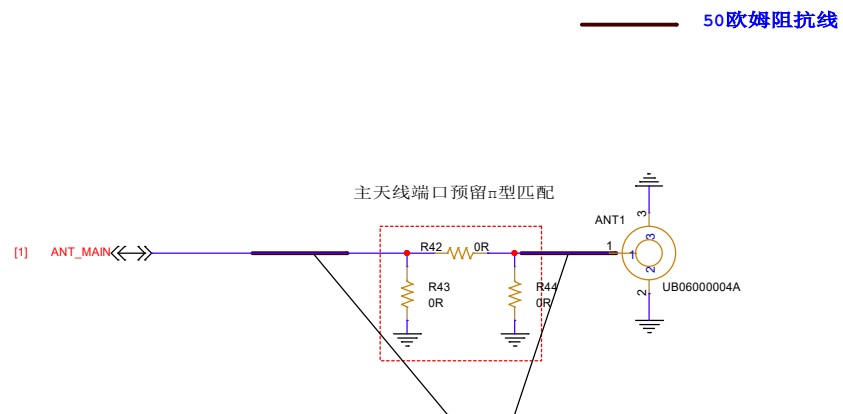 50欧姆阻抗线
主天线端口预留π型匹配
ANT1
3
[1] ANT_MAIN
R42 0R
1
3
1
2
R43
0R
R44
0R
2
UB06000004A